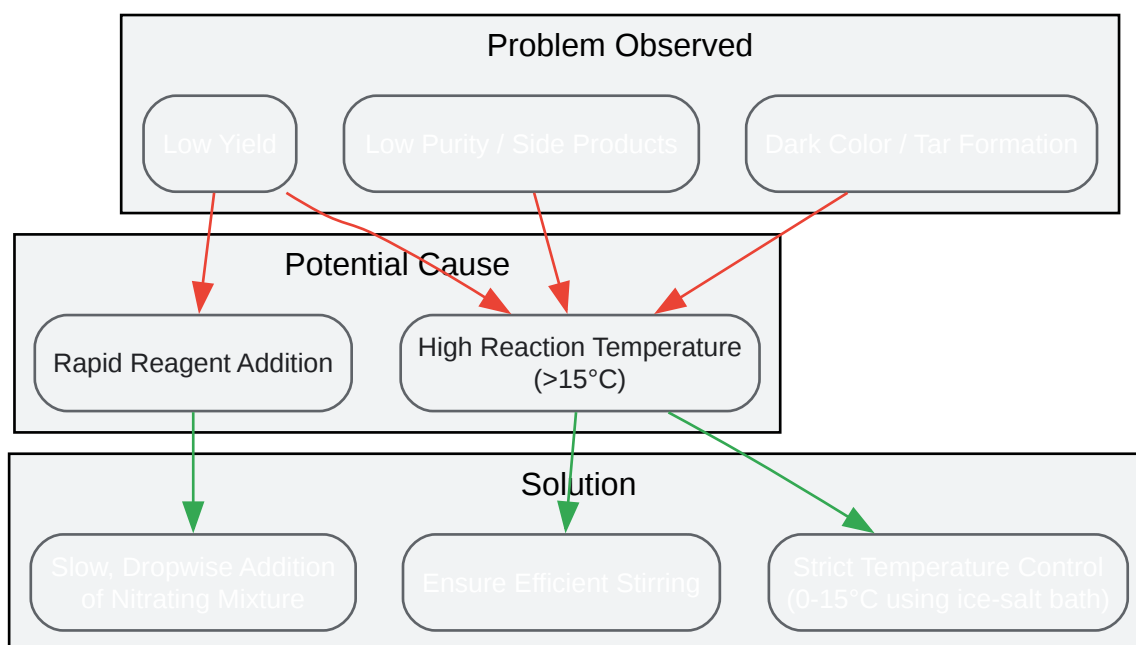 Problem Observed
Low Yield
Low Purity / Side Products
Dark Color / Tar Formation
Potential Cause
Rapid Reagent Addition
High Reaction Temperature
(>15°C)
Solution
Slow, Dropwise Addition
of Nitrating Mixture
Ensure Efficient Stirring
Strict Temperature Control
(0-15°C using ice-salt bath)